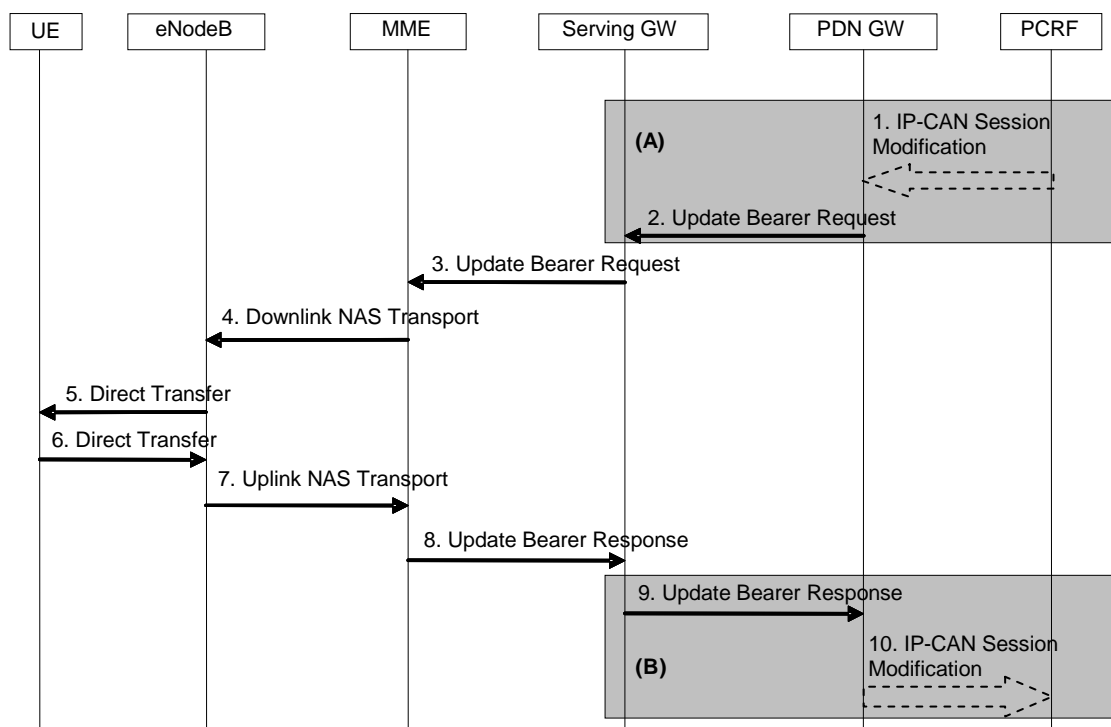 UE
eNodeB
MME
Serving GW
PDN GW
PCRF
(A)
1. IP-CAN Session
Modification
2. Update Bearer Request
3. Update Bearer Request
4. Downlink NAS Transport
5. Direct Transfer
6. Direct Transfer
7. Uplink NAS Transport
8. Update Bearer Response
9. Update Bearer Response
(B)
10. IP-CAN Session
Modification